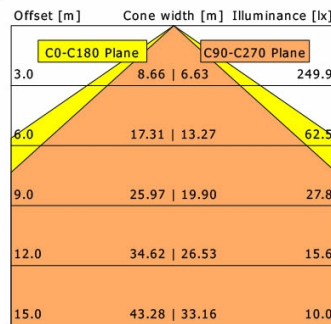 Offset [m] Cone width [m] Illuminance [lx]
C0-C180 Plane C90-C270 Plane
3.0 8.66 | 6.63 249.9
6.0 17.31 | 13.27 62.5
9.0 25.97 | 19.90 27.8
12.0 34.62 | 26.53 15.6
15.0 43.28 | 33.16 10.0